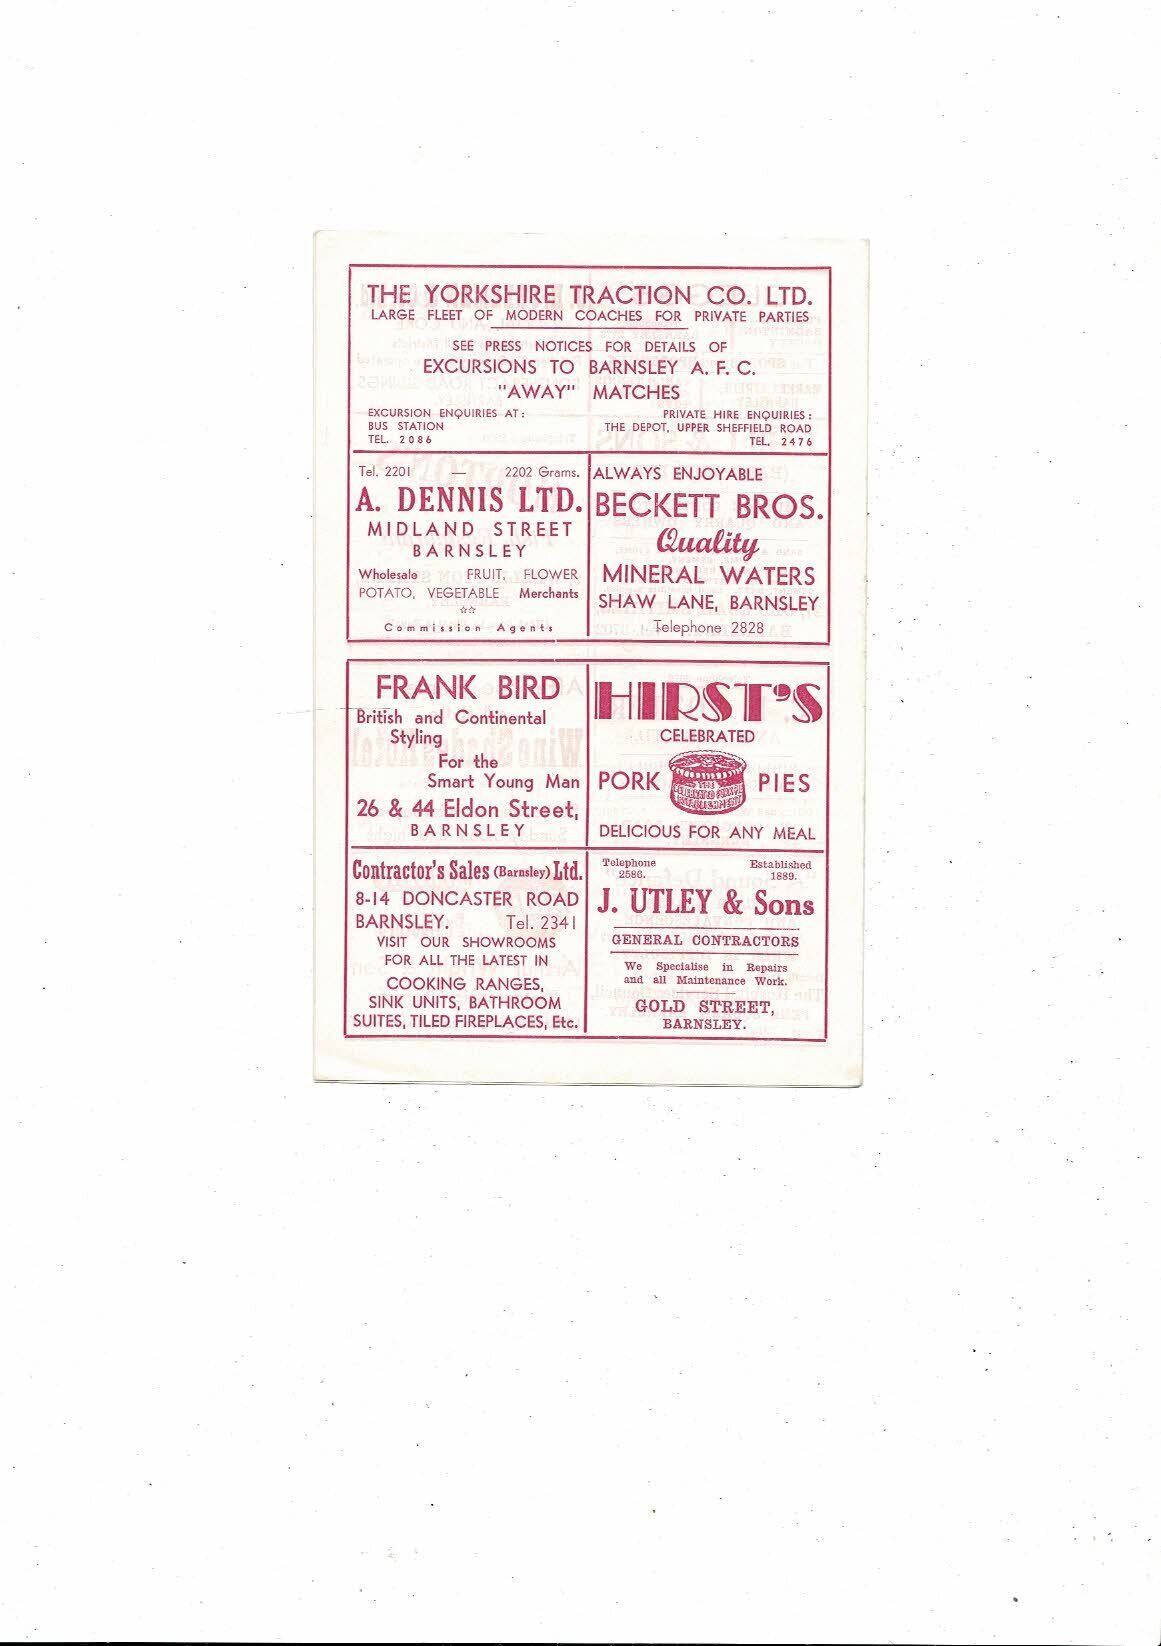 THE YORKSHIRE TRACTION CO. LTD.
LARGE FLEET OF MODERN COACHES FOR PRIVATE PARTIES
SEE PRESS NOTICES FOR DETAILS OF
EXCURSIONS TO BARNSLEY A. F. C.
"AWAY" MATCHES
EXCURSION ENQUIRIES AT:
BUS STATION
TEL. 2086
PRIVATE HIRE ENQUIRIES:
THE DEPOT, UPPER SHEFFIELD ROAD
TEL. 2476
Tel. 2201 — 2202 Grams.
A. DENNIS LTD.
MIDLAND STREET
BARNSLEY
Wholesale FRUIT, FLOWER
POTATO, VEGETABLE Merchants
☆☆
Commission Agents
ALWAYS ENJOYABLE
BECKETT BROS.
Quality
MINERAL WATERS
SHAW LANE, BARNSLEY
Telephone 2828
FRANK BIRD
British and Continental
Styling
For the
Smart Young Man
26 & 44 Eldon Street,
BARNSLEY
HIRST'S
CELEBRATED
PORK PIES
THE
CELEBRATED PORK PIE
ESTABLISHMENT
DELICIOUS FOR ANY MEAL
Contractor's Sales (Barnsley) Ltd.
8-14 DONCASTER ROAD
BARNSLEY. Tel. 2341
VISIT OUR SHOWROOMS
FOR ALL THE LATEST IN
COOKING RANGES,
SINK UNITS, BATHROOM
SUITES, TILED FIREPLACES, Etc.
Telephone 2586.
Established 1889.
J. UTLEY & Sons
GENERAL CONTRACTORS
We Specialise in Repairs
and all Maintenance Work.
GOLD STREET,
BARNSLEY.